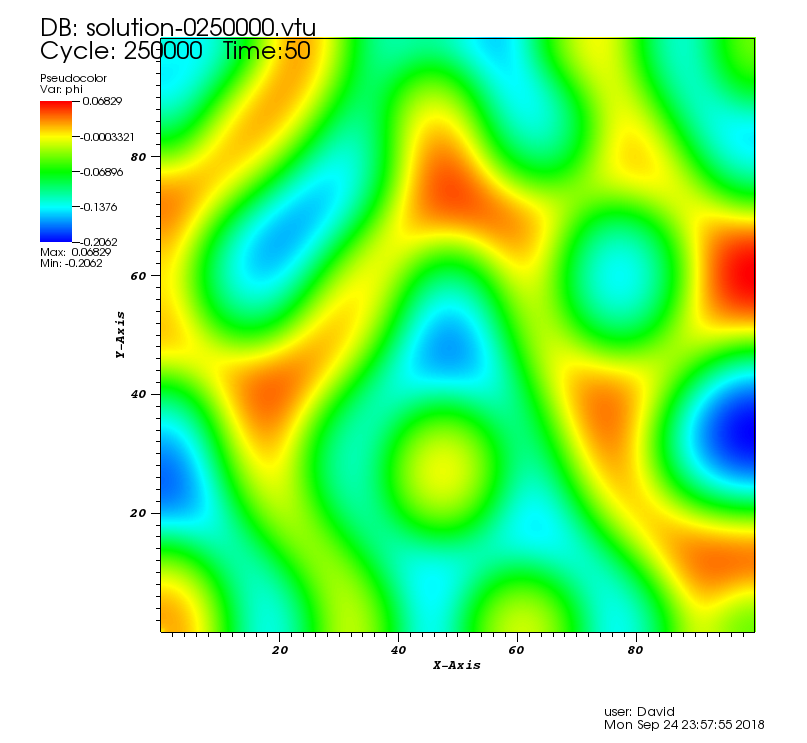 DB: solution-0250000.vtu
Cycle: 250000 Time:50
Pseudocolor
Var: phi
0.06829
-0.0003321
-0.06896
-0.1376
-0.2062
Max: 0.06829
Min: -0.2062
80
60
40
20
Y-Axis
20
40
60
80
X-Axis
user: David
Mon Sep 24 23:57:55 2018